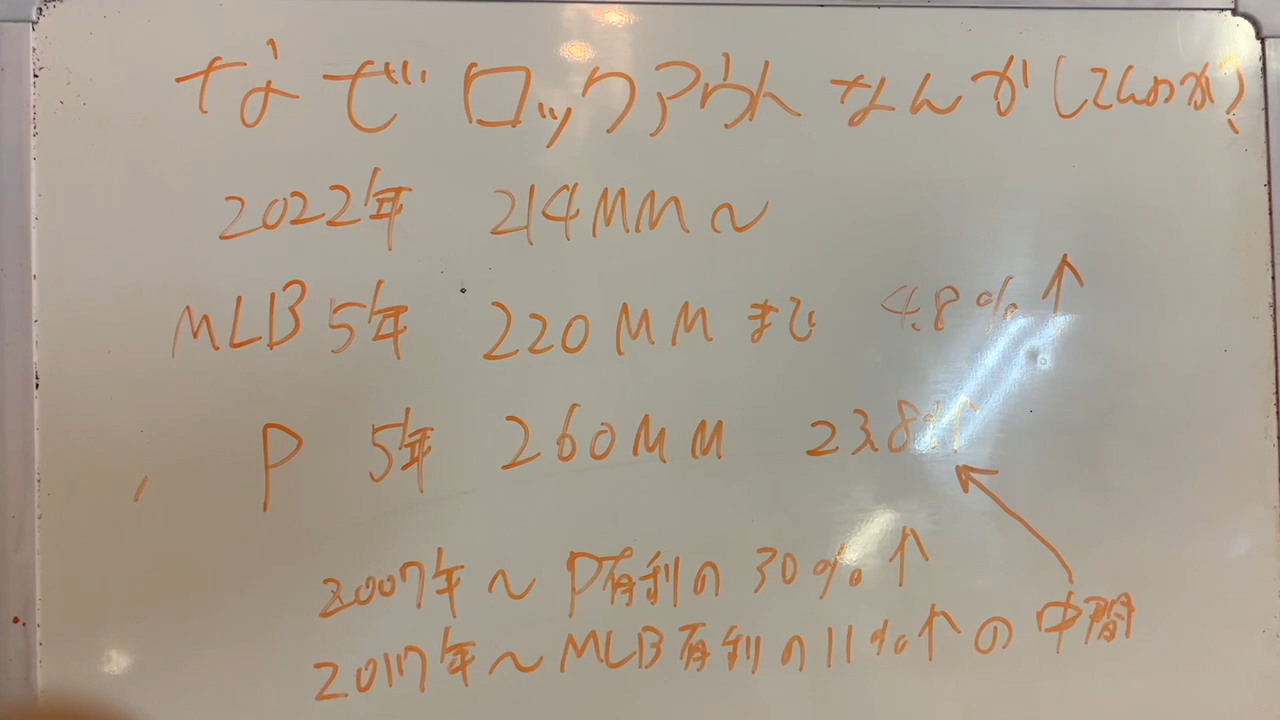 なぜロックアウトなんかしてんのか?
2022年 214MM〜
MLB 5年 220MMまで 4.8%↑
P 5年 260MM 23.8%↑
2007年〜P有利の30%↑
2017年〜MLB有利の11%↑の中間